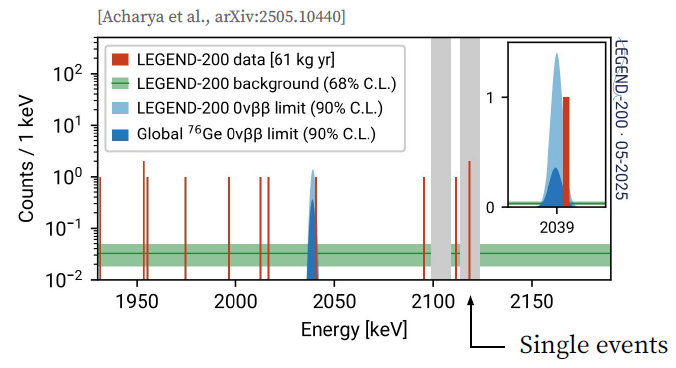 [Acharya et al., arXiv:2505.10440]
LEGEND-200 data [61 kg yr]
LEGEND-200 background (68% C.L.)
LEGEND-200 0νββ limit (90% C.L.)
Global ⁷⁶Ge 0νββ limit (90% C.L.)
Counts / 1 keV
10²
10¹
10⁰
10⁻¹
10⁻²
1950 2000 2050 2100 2150
Energy [keV]
1
0
2039
LEGEND-200 · 05-2025
Single events